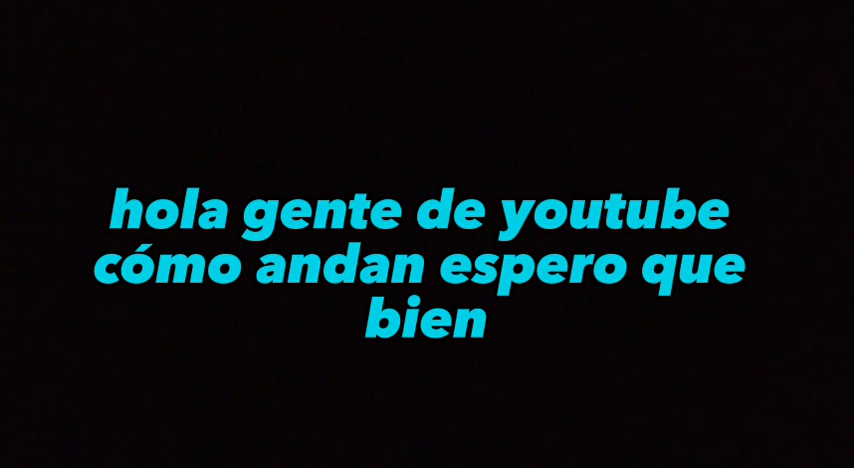 hola gente de youtube
cómo andan espero que
bien